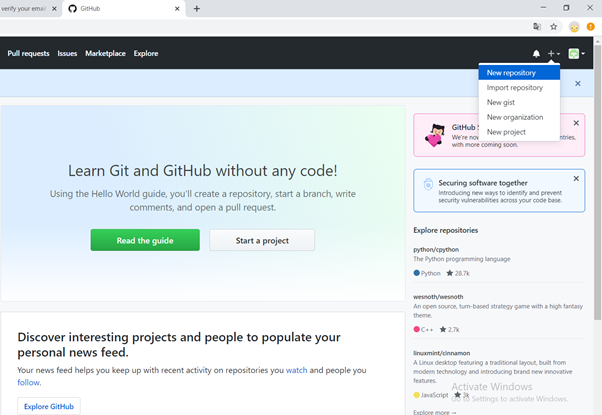 verify your email
GitHub
Pull requests Issues Marketplace Explore
New repository
Import repository
New gist
New organization
New project
Learn Git and GitHub without any code!
Using the Hello World guide, you'll create a repository, start a branch, write
comments, and open a pull request.
Read the guide Start a project
GitHub S
We're now ntries,
with more coming soon.
Securing software together
Introducing new ways to identify and prevent
security vulnerabilities across your code base.
Explore repositories
python/cpython
The Python programming language
Python 28.7k
wesnoth/wesnoth
An open source, turn-based strategy game with a high fantasy
theme.
C++ 2.7k
linuxmint/cinnamon
A Linux desktop featuring a traditional layout, built from
modern technology and introducing brand new innovative
features.
JavaScript 3k
Explore more →
Discover interesting projects and people to populate your
personal news feed.
Your news feed helps you keep up with recent activity on repositories you watch and people you
follow.
Explore GitHub
Activate Windows
Go to Settings to activate Windows.